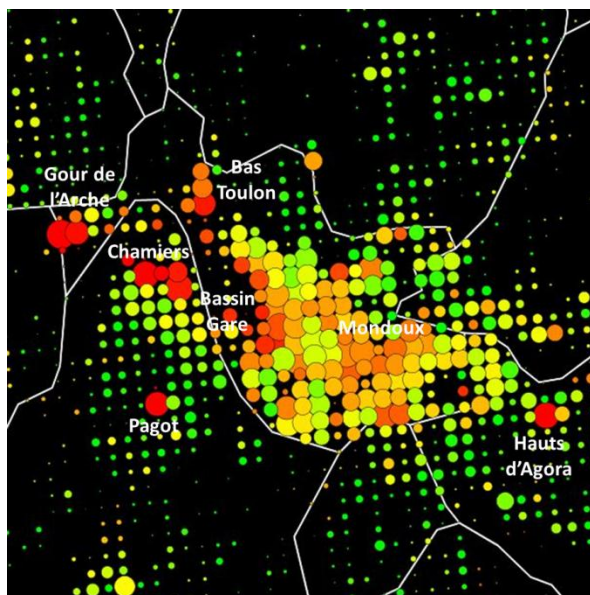 Gour de
l'Arche
Bas
Toulon
Chamiers
Bassin
Gare
Mondoux
Pagot
Hauts
d'Agora